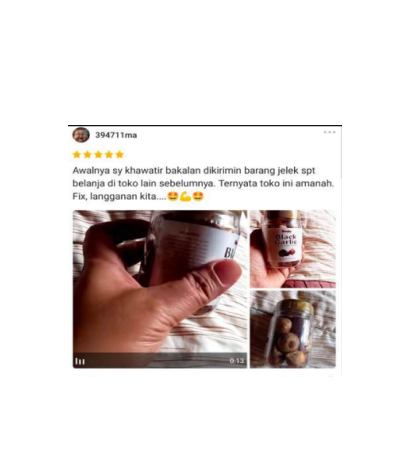 394711ma
Awalnya sy khawatir bakalan dikirimin barang jelek spt
belanja di toko lain sebelumnya. Ternyata toko ini amanah.
Fix, langganan kita....🤩💪🤩
Black
Garlic
0:13